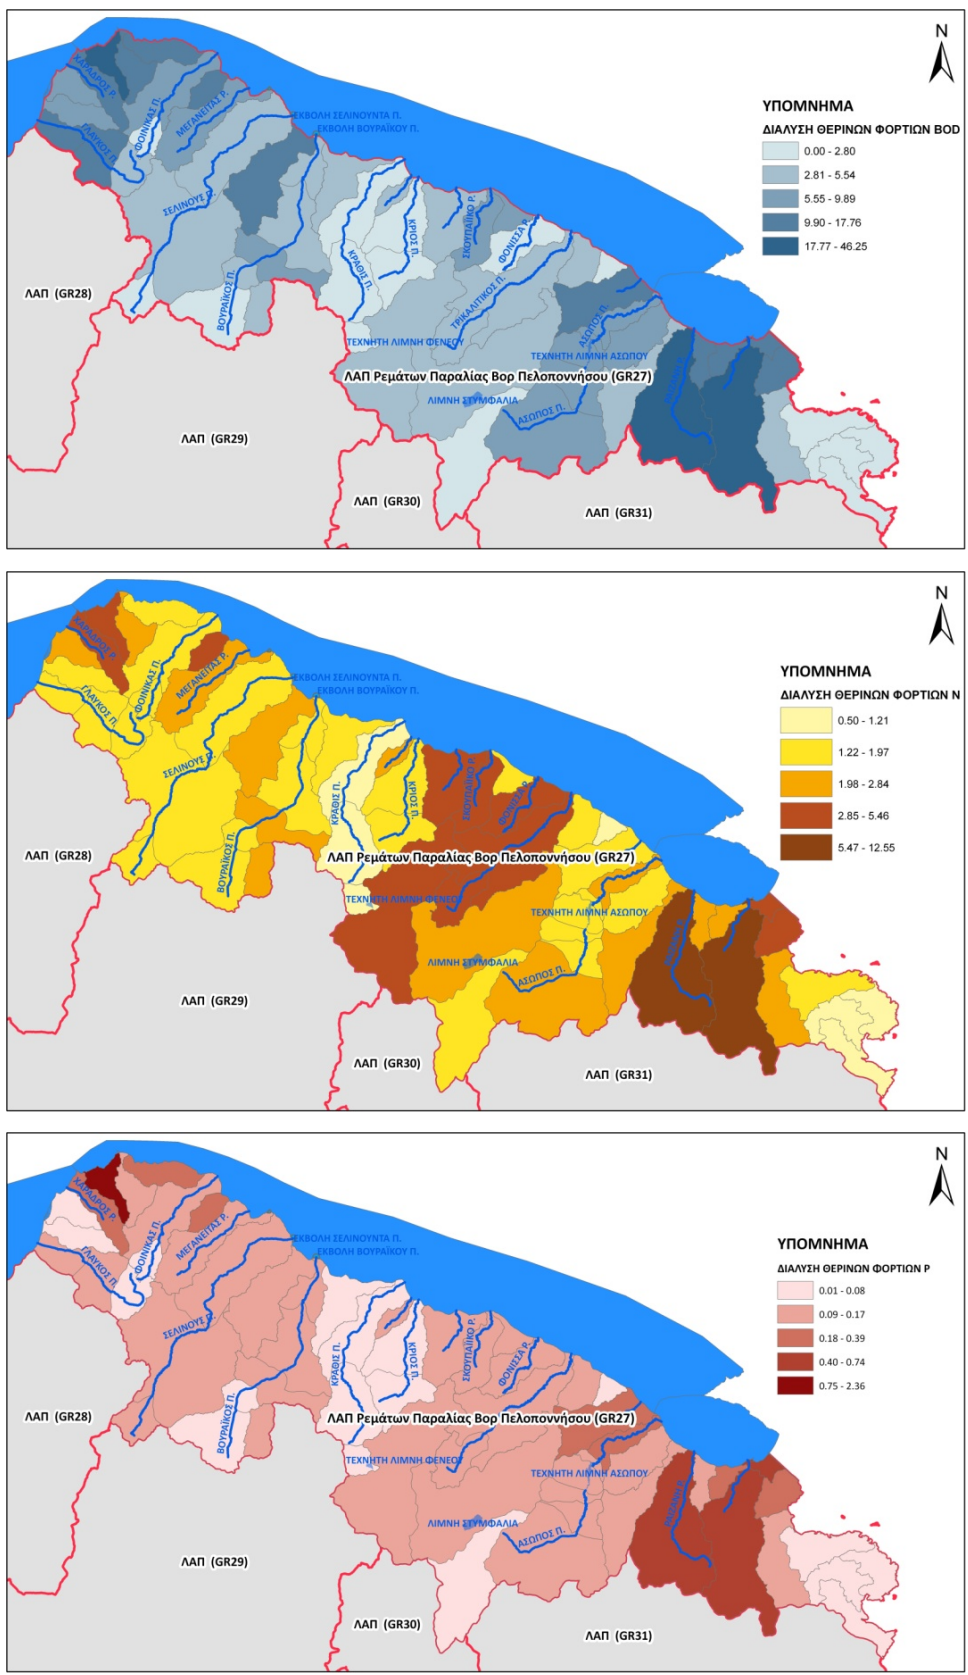 N
ΥΠΟΜΝΗΜΑ
ΔΙΑΛΥΣΗ ΘΕΡΙΝΩΝ ΦΟΡΤΙΩΝ BOD
0.00 - 2.80
2.81 - 5.54
5.55 - 9.89
9.90 - 17.76
17.77 - 46.25
ΧΑΡΑΔΡΟΣ Ρ.
ΦΟΙΝΙΚΑΣ Π.
ΜΕΓΑΝΕΙΤΑΣ Ρ.
ΕΚΒΟΛΗ ΣΕΛΙΝΟΥΝΤΑ Π.
ΕΚΒΟΛΗ ΒΟΥΡΑΪΚΟΥ Π.
ΓΛΑΥΚΟΣ Π.
ΣΕΛΙΝΟΥΣ Π.
ΚΡΙΟΣ Π.
ΣΚΟΥΠΑΙΪΚΟ Ρ.
ΦΟΝΙΣΣΑ Ρ.
ΚΡΑΘΙΣ Π.
ΛΑΠ (GR28)
ΒΟΥΡΑΪΚΟΣ Π.
ΤΡΙΚΑΛΙΤΙΚΟΣ Π.
ΑΣΩΠΟΣ Π.
ΤΕΧΝΗΤΗ ΛΙΜΝΗ ΦΕΝΕΟΥ
ΤΕΧΝΗΤΗ ΛΙΜΝΗ ΑΣΩΠΟΥ
ΛΑΠ Ρεμάτων Παραλίας Βορ Πελοποννήσου (GR27)
ΛΙΜΝΗ ΣΤΥΜΦΑΛΙΑ
ΑΣΩΠΟΣ Π.
ΛΑΠ (GR29)
ΛΑΠ (GR30)
ΛΑΠ (GR31)
N
ΥΠΟΜΝΗΜΑ
ΔΙΑΛΥΣΗ ΘΕΡΙΝΩΝ ΦΟΡΤΙΩΝ N
0.50 - 1.21
1.22 - 1.97
1.98 - 2.84
2.85 - 5.46
5.47 - 12.55
ΧΑΡΑΔΡΟΣ Ρ.
ΦΟΙΝΙΚΑΣ Π.
ΜΕΓΑΝΕΙΤΑΣ Ρ.
ΕΚΒΟΛΗ ΣΕΛΙΝΟΥΝΤΑ Π.
ΕΚΒΟΛΗ ΒΟΥΡΑΪΚΟΥ Π.
ΓΛΑΥΚΟΣ Π.
ΣΕΛΙΝΟΥΣ Π.
ΚΡΑΘΙΣ Π.
ΚΡΙΟΣ Π.
ΣΚΟΥΠΑΙΪΚΟ Ρ.
ΦΟΝΙΣΣΑ Ρ.
ΛΑΠ (GR28)
ΒΟΥΡΑΪΚΟΣ Π.
ΛΑΠ Ρεμάτων Παραλίας Βορ Πελοποννήσου (GR27)
ΤΕΧΝΗΤΗ ΛΙΜΝΗ ΦΕΝΕΟΥ
ΤΕΧΝΗΤΗ ΛΙΜΝΗ ΑΣΩΠΟΥ
ΛΙΜΝΗ ΣΤΥΜΦΑΛΙΑ
ΑΣΩΠΟΣ Π.
ΛΑΠ (GR29)
ΛΑΠ (GR30)
ΛΑΠ (GR31)
N
ΥΠΟΜΝΗΜΑ
ΔΙΑΛΥΣΗ ΘΕΡΙΝΩΝ ΦΟΡΤΙΩΝ P
0.01 - 0.08
0.09 - 0.17
0.18 - 0.39
0.40 - 0.74
0.75 - 2.36
ΧΑΡΑΔΡΟΣ Ρ.
ΦΟΙΝΙΚΑΣ Π.
ΜΕΓΑΝΕΙΤΑΣ Ρ.
ΕΚΒΟΛΗ ΣΕΛΙΝΟΥΝΤΑ Π.
ΕΚΒΟΛΗ ΒΟΥΡΑΪΚΟΥ Π.
ΓΛΑΥΚΟΣ Π.
ΣΕΛΙΝΟΥΣ Π.
ΚΡΑΘΙΣ Π.
ΚΡΙΟΣ Π.
ΣΚΟΥΠΑΙΪΚΟ Ρ.
ΦΟΝΙΣΣΑ Ρ.
ΛΑΠ (GR28)
ΒΟΥΡΑΪΚΟΣ Π.
ΛΑΠ Ρεμάτων Παραλίας Βορ Πελοποννήσου (GR27)
ΤΕΧΝΗΤΗ ΛΙΜΝΗ ΦΕΝΕΟΥ
ΤΕΧΝΗΤΗ ΛΙΜΝΗ ΑΣΩΠΟΥ
ΛΙΜΝΗ ΣΤΥΜΦΑΛΙΑ
ΑΣΩΠΟΣ Π.
ΛΑΠ (GR29)
ΛΑΠ (GR30)
ΛΑΠ (GR31)